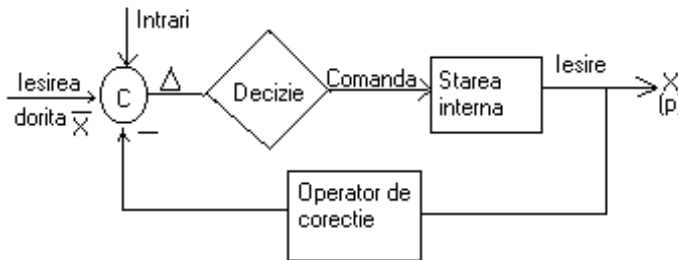 Intrari
Iesirea
dorita X̅
C
Δ
Decizie
Comanda
Starea
interna
Iesire
X
(p
−
Operator de
corectie